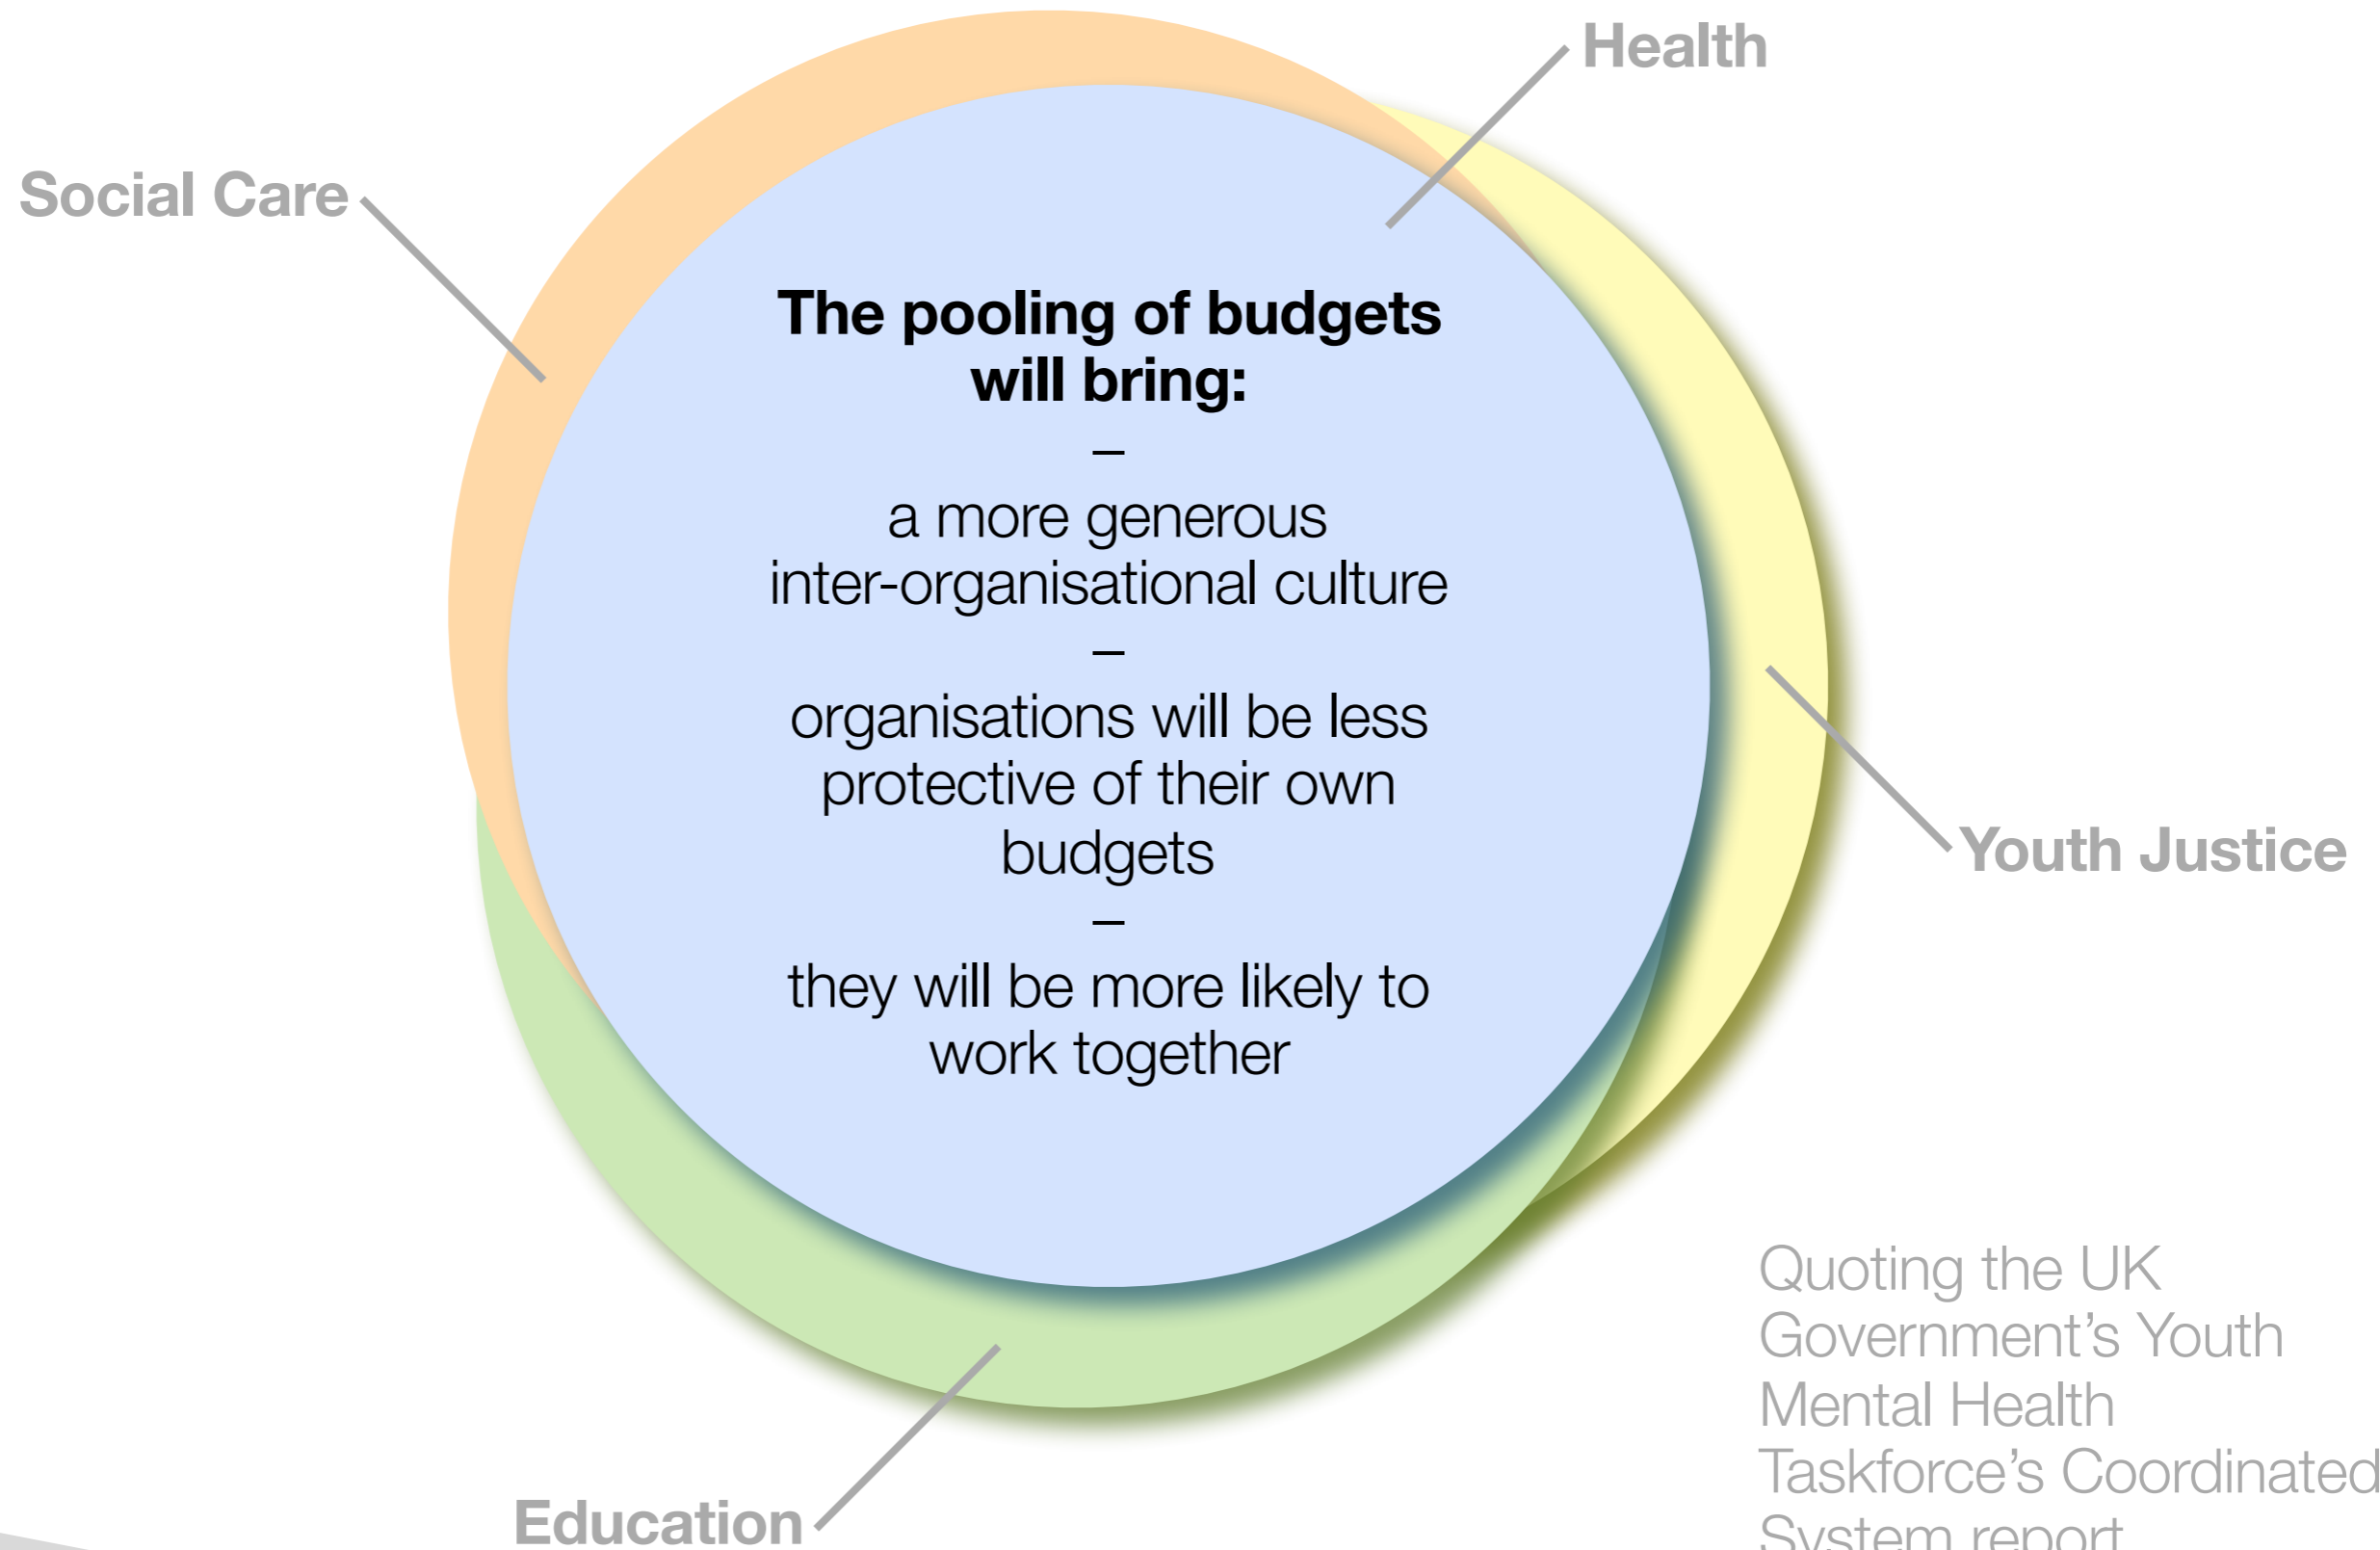 Health
Social Care
The pooling of budgets
will bring:
–
a more generous
inter-organisational culture
–
organisations will be less
protective of their own
budgets
–
they will be more likely to
work together
Youth Justice
Education
Quoting the UK
Government’s Youth
Mental Health
Taskforce’s Coordinated
System report